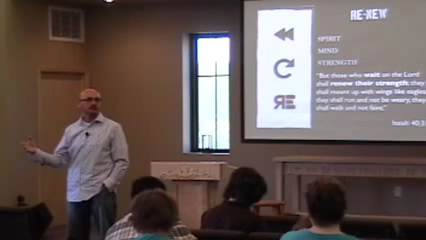 RE-NEW
SPIRIT
MIND
STRENGTH
"But those who wait on the Lord
shall renew their strength; they
shall mount up with wings like eagles,
they shall run and not be weary, they
shall walk and not faint."
Isaiah 40:3
RE